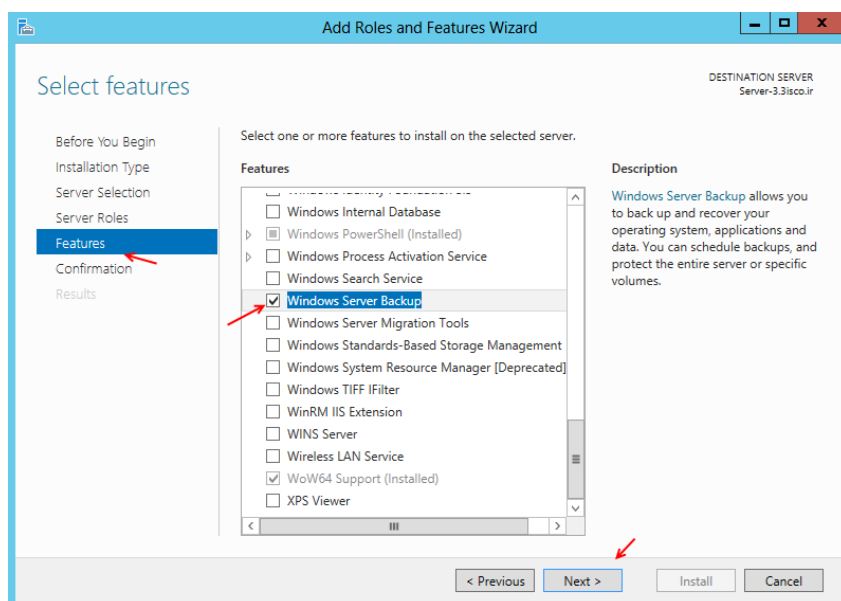 Add Roles and Features Wizard
Select features
DESTINATION SERVER
Server-3.3isco.ir
Before You Begin
Installation Type
Server Selection
Server Roles
Features
Confirmation
Results
Select one or more features to install on the selected server.
Features
Windows Internal Database
Windows PowerShell (Installed)
Windows Process Activation Service
Windows Search Service
Windows Server Backup
Windows Server Migration Tools
Windows Standards-Based Storage Management
Windows System Resource Manager [Deprecated]
Windows TIFF IFilter
WinRM IIS Extension
WINS Server
Wireless LAN Service
WoW64 Support (Installed)
XPS Viewer
Description
Windows Server Backup allows you
to back up and recover your
operating system, applications and
data. You can schedule backups, and
protect the entire server or specific
volumes.
< Previous
Next >
Install
Cancel